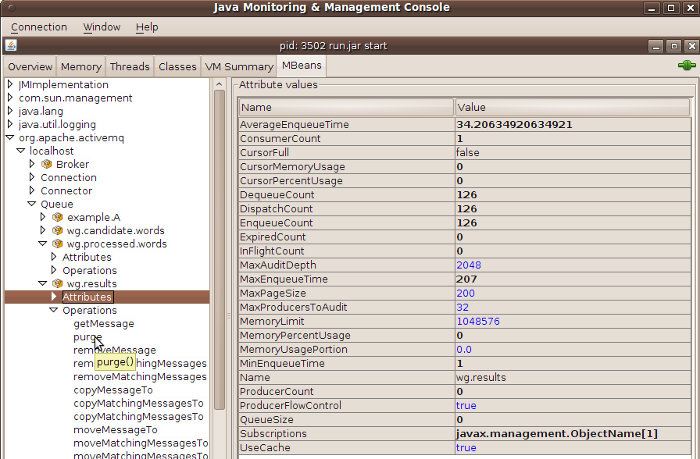 Java Monitoring & Management Console
Connection Window Help
pid: 3502 run.jar start
Overview Memory Threads Classes VM Summary MBeans
JMImplementation
com.sun.management
java.lang
java.util.logging
org.apache.activemq
localhost
Broker
Connection
Connector
Queue
example.A
wg.candidate.words
wg.processed.words
Attributes
Operations
wg.results
Attributes
Operations
getMessage
purge
removeMessage
removeMatchingMessages
copyMessageTo
copyMatchingMessagesTo
moveMessageTo
moveMatchingMessagesTo
purge()
Attribute values
Name Value
AverageEnqueueTime 34.20634920634921
ConsumerCount 1
CursorFull false
CursorMemoryUsage 0
CursorPercentUsage 0
DequeueCount 126
DispatchCount 126
EnqueueCount 126
ExpiredCount 0
InFlightCount 0
MaxAuditDepth 2048
MaxEnqueueTime 207
MaxPageSize 200
MaxProducersToAudit 32
MemoryLimit 1048576
MemoryPercentUsage 0
MemoryUsagePortion 0.0
MinEnqueueTime 1
Name wg.results
ProducerCount 0
ProducerFlowControl true
QueueSize 0
Subscriptions javax.management.ObjectName[1]
UseCache true